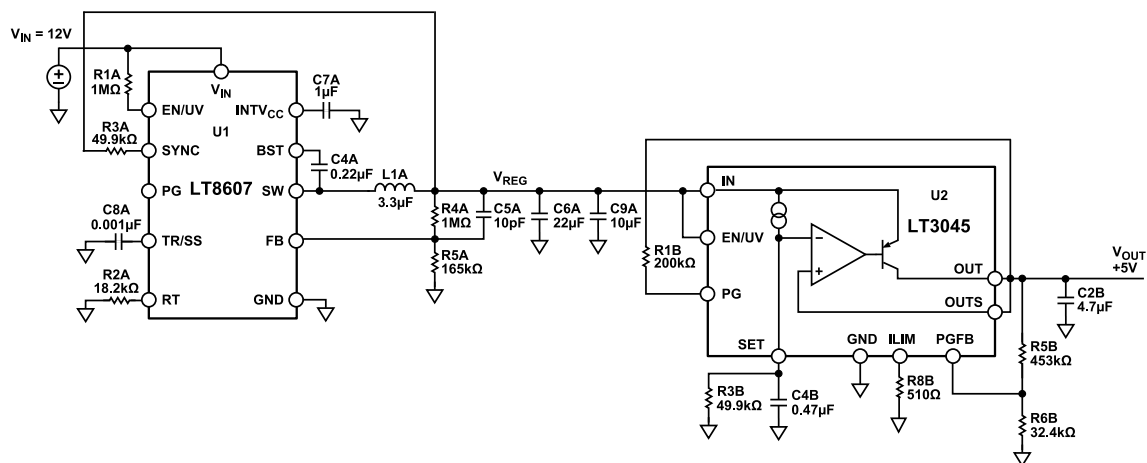 V_IN = 12V
R1A
1MΩ
R3A
49.9kΩ
C8A
0.001µF
R2A
18.2kΩ
V_IN
EN/UV
INTV_CC
U1
SYNC
BST
LT8607
PG
SW
TR/SS
FB
RT
GND
C7A
1µF
C4A
0.22µF
L1A
3.3µF
R4A
1MΩ
C5A
10pF
R5A
165kΩ
V_REG
C6A
22µF
C9A
10µF
R1B
200kΩ
IN
U2
LT3045
EN/UV
PG
−
+
OUT
OUTS
SET
GND
ILIM
PGFB
R3B
49.9kΩ
C4B
0.47µF
R8B
510Ω
R5B
453kΩ
R6B
32.4kΩ
C2B
4.7µF
V_OUT
+5V